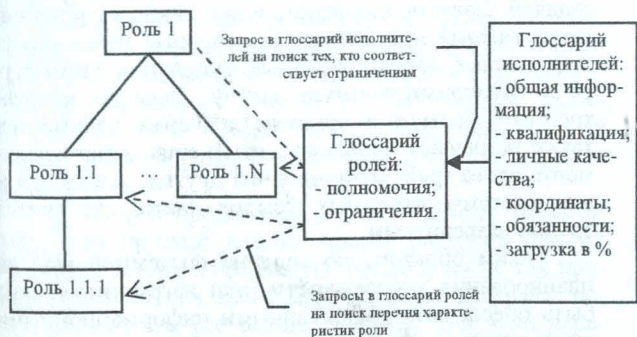 Роль 1
Запрос в глоссарий исполните-
лей на поиск тех, кто соответ-
ствует ограничениям
Глоссарий
исполнителей:
- общая инфор-
мация;
- квалификация;
- личные каче-
ства;
- координаты;
- обязанности;
- загрузка в %
Роль 1.1
...
Роль 1.N
Глоссарий
ролей:
- полномочия;
- ограничения.
Роль 1.1.1
Запросы в глоссарий ролей
на поиск перечня характе-
ристик роли